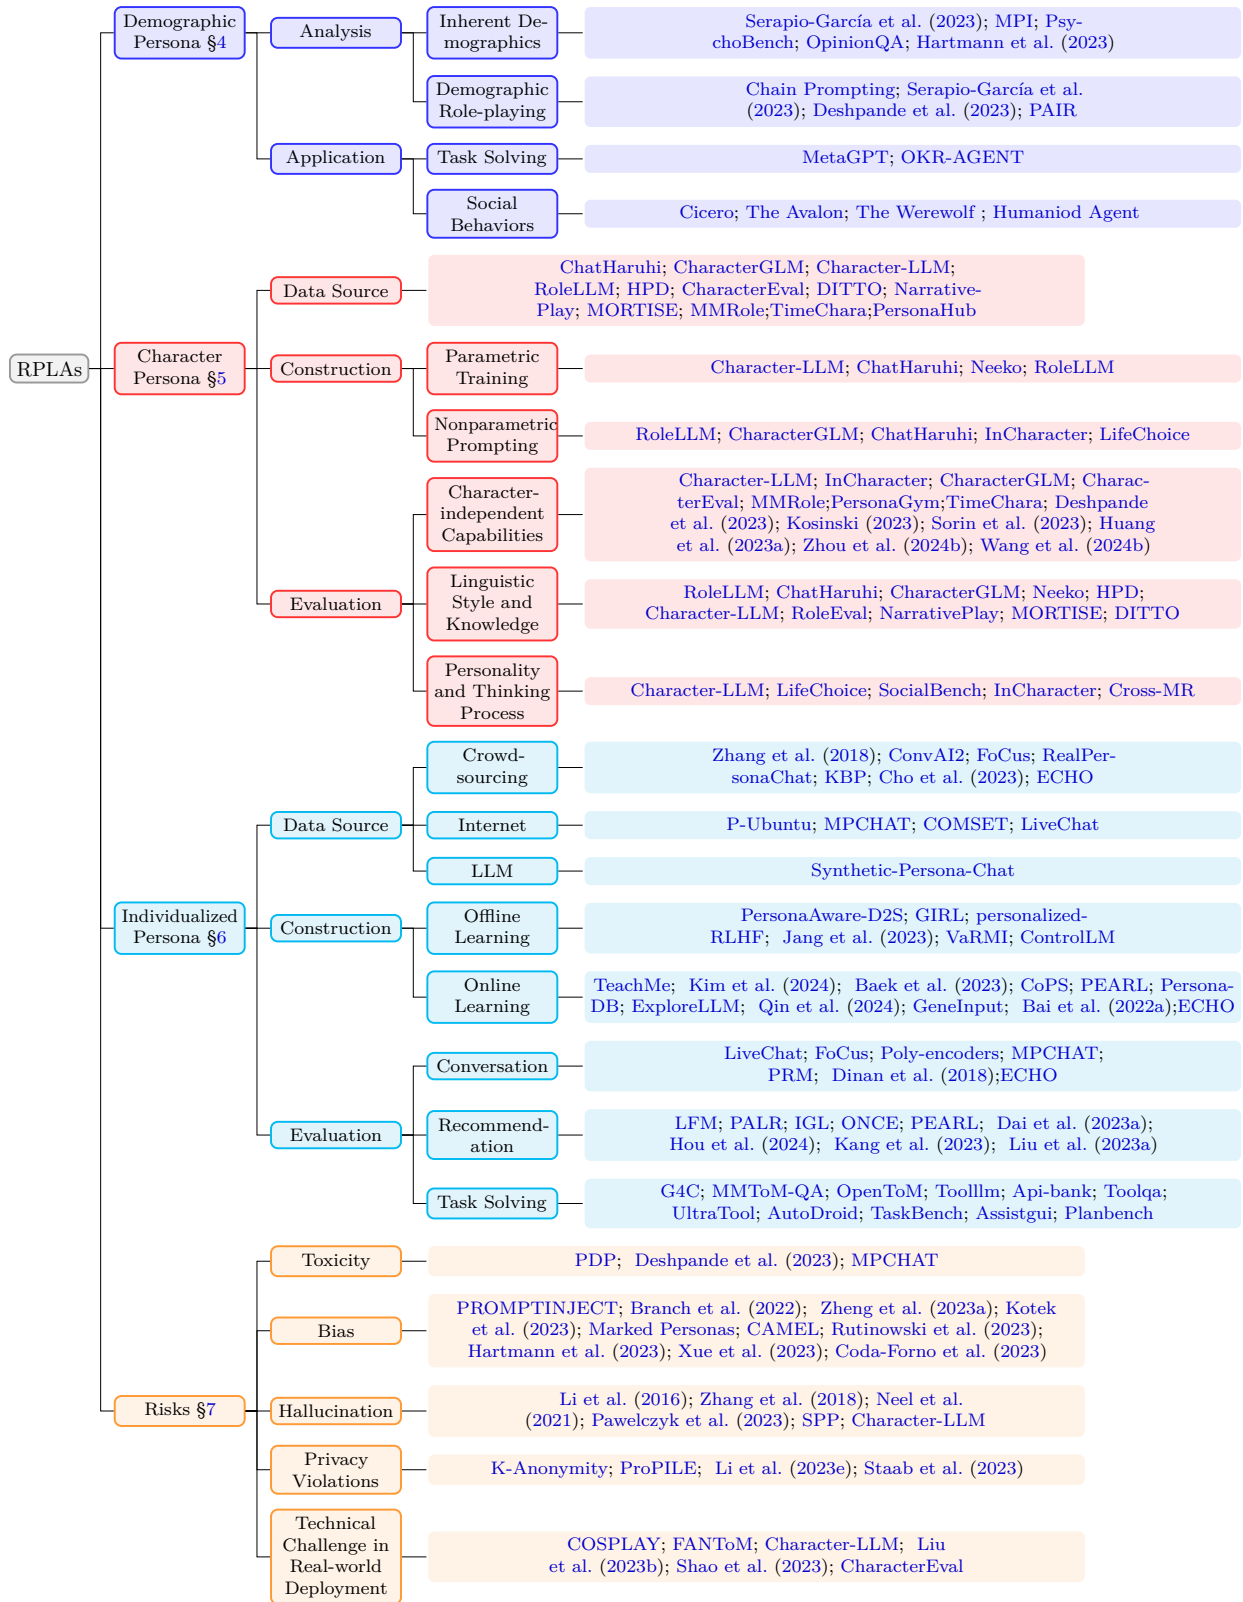 RPLAs
Demographic
Persona §4
Analysis
Inherent De-
mographics
Serapio-García et al. (2023); MPI; Psy-
choBench; OpinionQA; Hartmann et al. (2023)
Demographic
Role-playing
Chain Prompting; Serapio-García et al.
(2023); Deshpande et al. (2023); PAIR
Application
Task Solving
MetaGPT; OKR-AGENT
Social
Behaviors
Cicero; The Avalon; The Werewolf ; Humaniod Agent
Character
Persona §5
Data Source
ChatHaruhi; CharacterGLM; Character-LLM;
RoleLLM; HPD; CharacterEval; DITTO; Narrative-
Play; MORTISE; MMRole;TimeChara;PersonaHub
Construction
Parametric
Training
Character-LLM; ChatHaruhi; Neeko; RoleLLM
Nonparametric
Prompting
RoleLLM; CharacterGLM; ChatHaruhi; InCharacter; LifeChoice
Evaluation
Character-
independent
Capabilities
Character-LLM; InCharacter; CharacterGLM; Charac-
terEval; MMRole;PersonaGym;TimeChara; Deshpande
et al. (2023); Kosinski (2023); Sorin et al. (2023); Huang
et al. (2023a); Zhou et al. (2024b); Wang et al. (2024b)
Linguistic
Style and
Knowledge
RoleLLM; ChatHaruhi; CharacterGLM; Neeko; HPD;
Character-LLM; RoleEval; NarrativePlay; MORTISE; DITTO
Personality
and Thinking
Process
Character-LLM; LifeChoice; SocialBench; InCharacter; Cross-MR
Individualized
Persona §6
Data Source
Crowd-
sourcing
Zhang et al. (2018); ConvAI2; FoCus; RealPer-
sonaChat; KBP; Cho et al. (2023); ECHO
Internet
P-Ubuntu; MPCHAT; COMSET; LiveChat
LLM
Synthetic-Persona-Chat
Construction
Offline
Learning
PersonaAware-D2S; GIRL; personalized-
RLHF; Jang et al. (2023); VaRMI; ControlLM
Online
Learning
TeachMe; Kim et al. (2024); Baek et al. (2023); CoPS; PEARL; Persona-
DB; ExploreLLM; Qin et al. (2024); GeneInput; Bai et al. (2022a);ECHO
Evaluation
Conversation
LiveChat; FoCus; Poly-encoders; MPCHAT;
PRM; Dinan et al. (2018);ECHO
Recommend-
ation
LFM; PALR; IGL; ONCE; PEARL; Dai et al. (2023a);
Hou et al. (2024); Kang et al. (2023); Liu et al. (2023a)
Task Solving
G4C; MMToM-QA; OpenToM; Toolllm; Api-bank; Toolqa;
UltraTool; AutoDroid; TaskBench; Assistgui; Planbench
Risks §7
Toxicity
PDP; Deshpande et al. (2023); MPCHAT
Bias
PROMPTINJECT; Branch et al. (2022); Zheng et al. (2023a); Kotek
et al. (2023); Marked Personas; CAMEL; Rutinowski et al. (2023);
Hartmann et al. (2023); Xue et al. (2023); Coda-Forno et al. (2023)
Hallucination
Li et al. (2016); Zhang et al. (2018); Neel et al.
(2021); Pawelczyk et al. (2023); SPP; Character-LLM
Privacy
Violations
K-Anonymity; ProPILE; Li et al. (2023e); Staab et al. (2023)
Technical
Challenge in
Real-world
Deployment
COSPLAY; FANToM; Character-LLM; Liu
et al. (2023b); Shao et al. (2023); CharacterEval